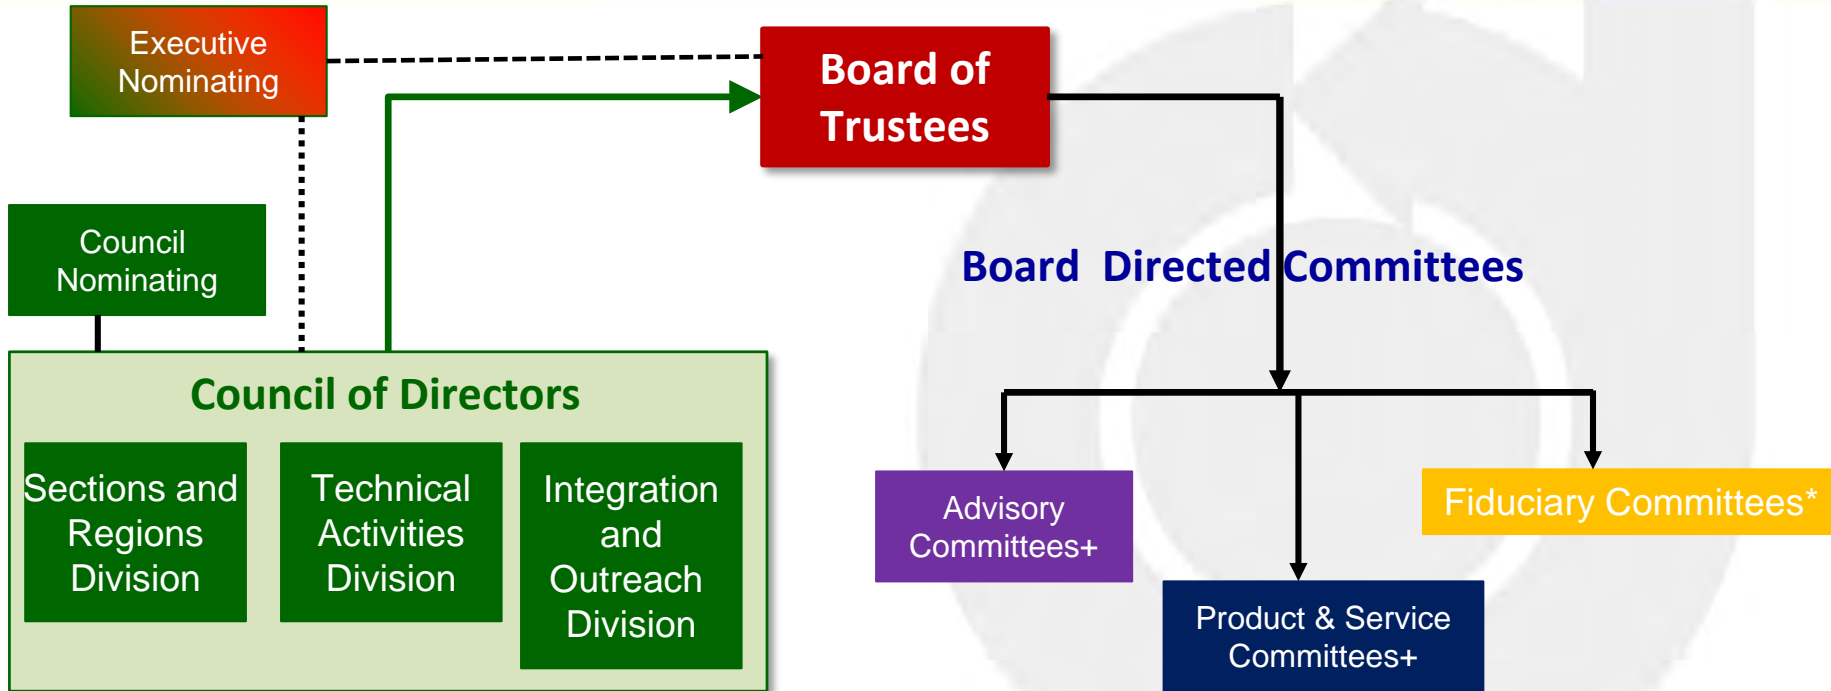 Executive
Nominating
Board of
Trustees
Council
Nominating
Board  Directed Committees
Council of Directors
Sections and
Regions
Division
Technical
Activities
Division
Integration
and
Outreach
Division
Advisory
Committees+
Fiduciary Committees*
Product & Service
Committees+